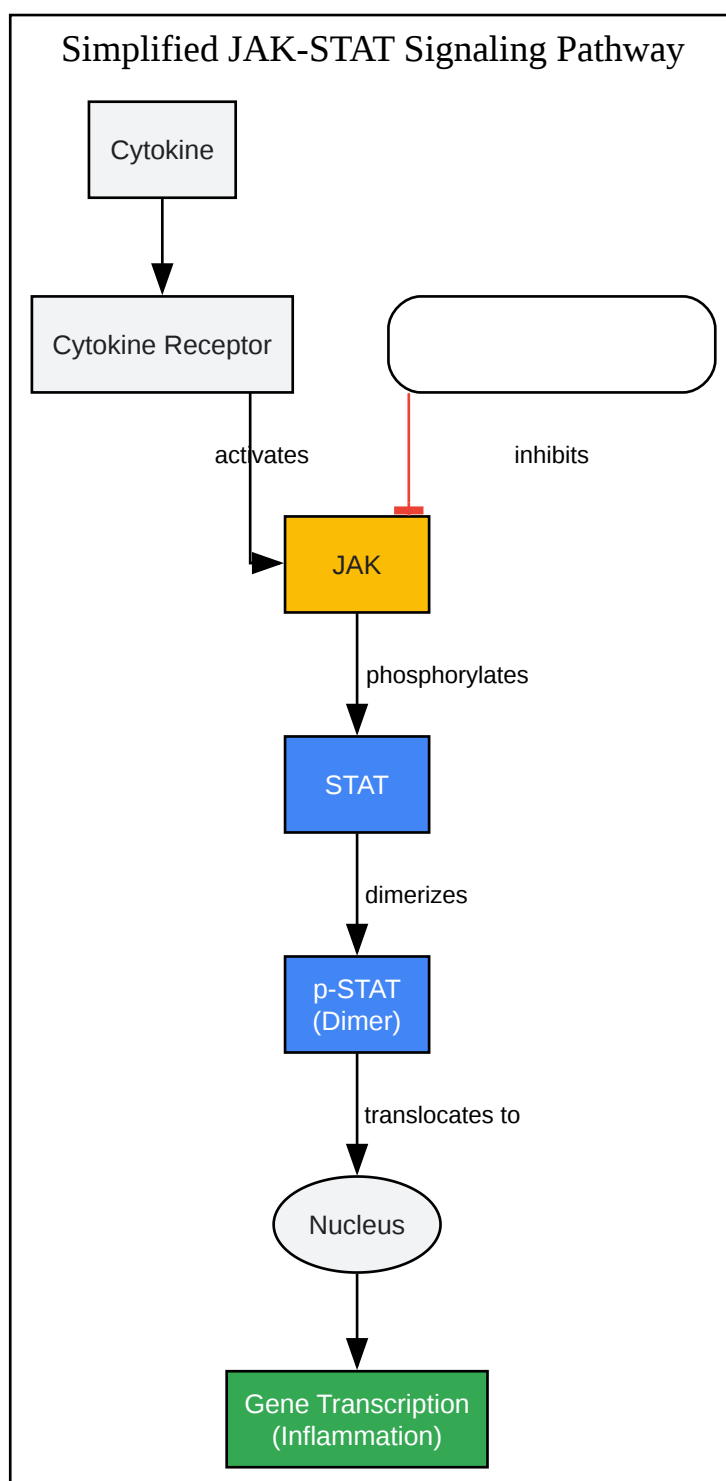 Simplified JAK-STAT Signaling Pathway
Cytokine
Cytokine Receptor
activates
inhibits
JAK
phosphorylates
STAT
dimerizes
p-STAT
(Dimer)
translocates to
Nucleus
Gene Transcription
(Inflammation)